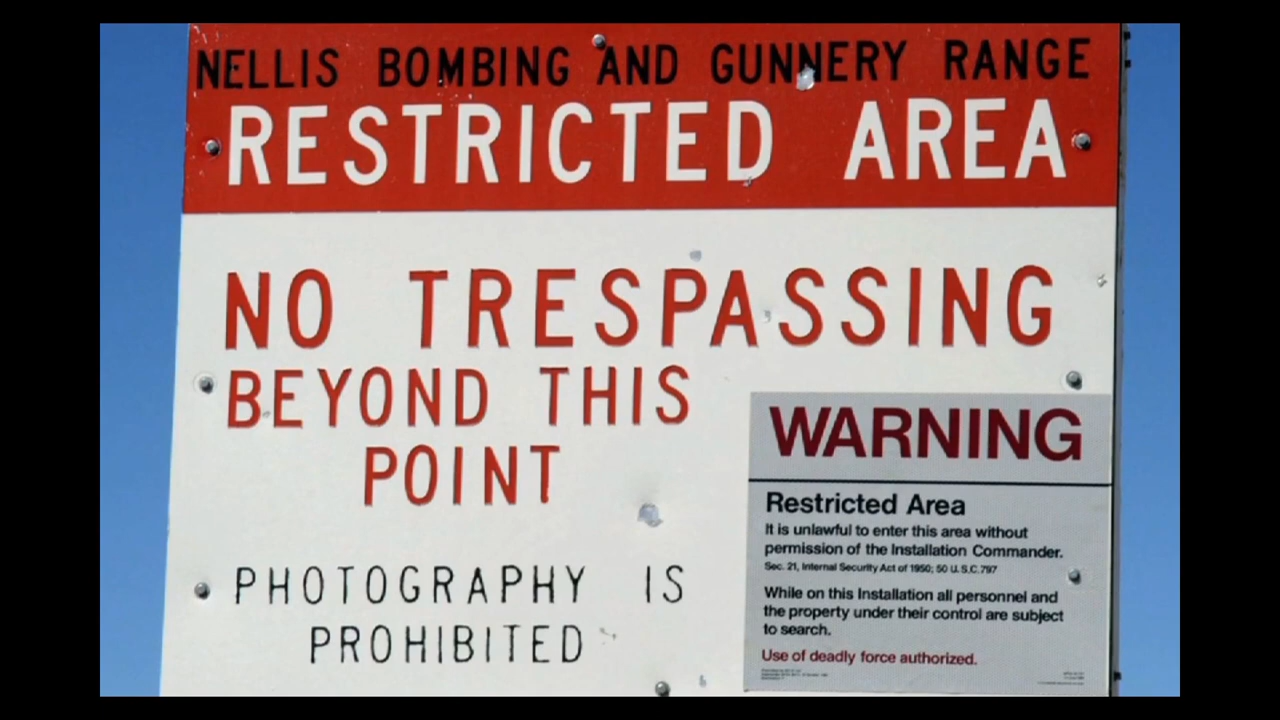 NELLIS BOMBING AND GUNNERY RANGE
RESTRICTED AREA
NO TRESPASSING
BEYOND THIS
POINT
PHOTOGRAPHY IS
PROHIBITED
WARNING
Restricted Area
It is unlawful to enter this area without
permission of the Installation Commander.
Sec. 21, Internal Security Act of 1950; 50 U.S.C. 797
While on this Installation all personnel and
the property under their control are subject
to search.
Use of deadly force authorized.